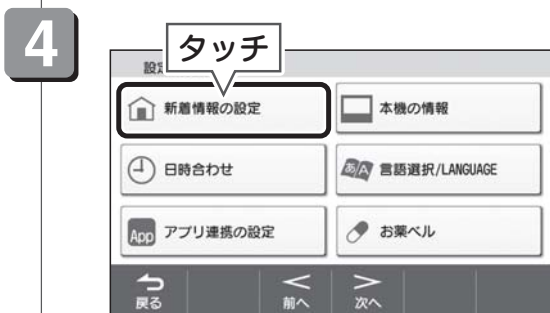 4
タッチ
設
新着情報の設定
本機の情報
日時合わせ
あ/A 言語選択/LANGUAGE
App アプリ連携の設定
お薬ベル
戻る
前へ
次へ